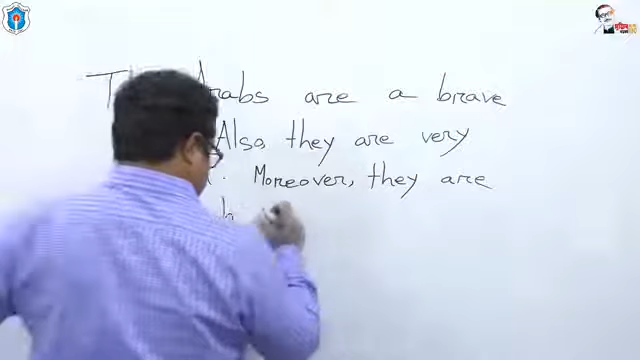 Arabs are a brave
Also, they are very
Moreover, they are